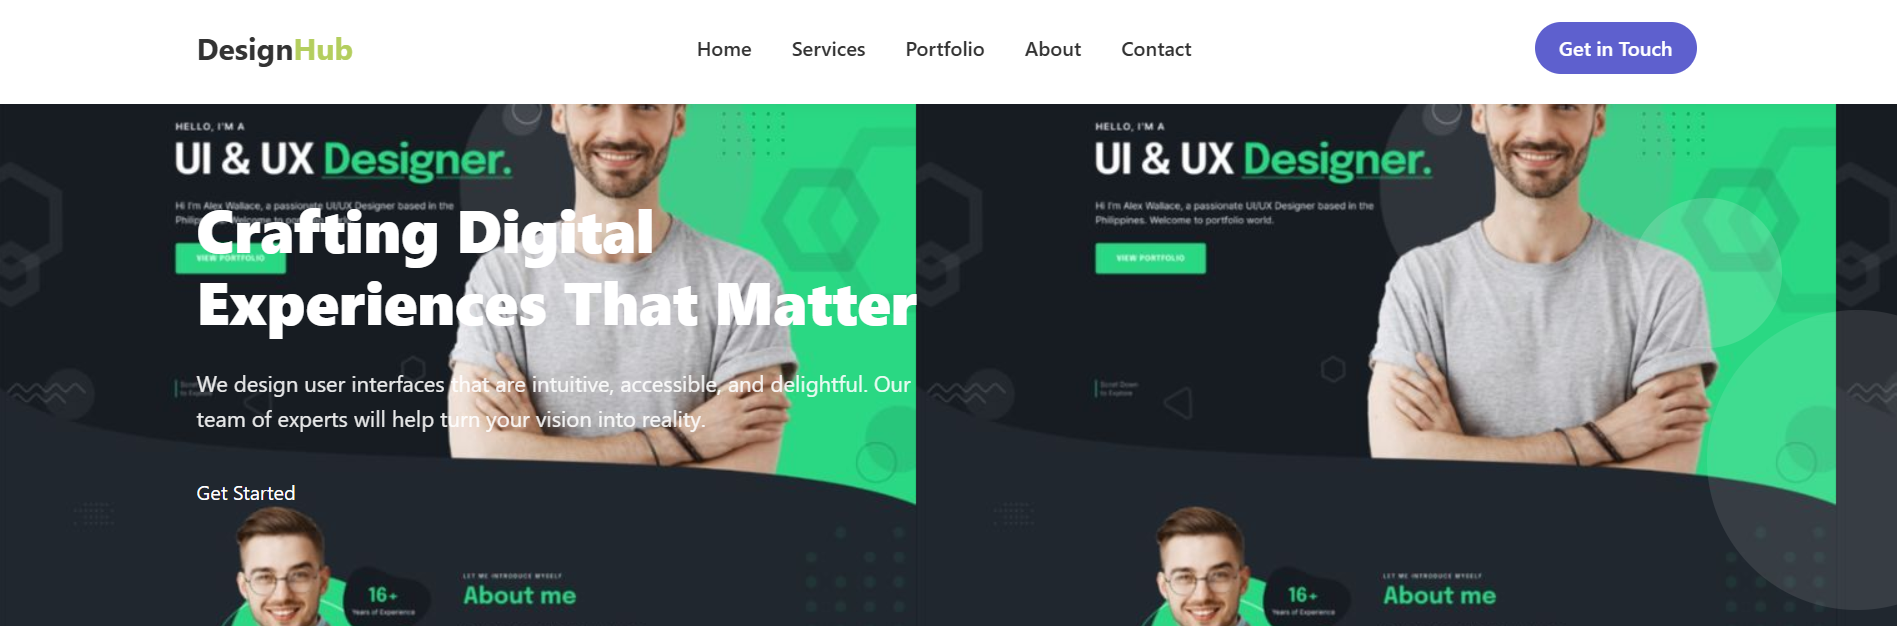 DesignHub
Home Services Portfolio About Contact
Get in Touch
HELLO, I'M A
UI & UX Designer.
Hi I'm Alex Wallace, a passionate UI/UX Designer based in the
Welcome to
VIEW PORTFOLIO
Crafting Digital
Experiences That Matter
We design user interfaces that are intuitive, accessible, and delightful. Our
team of experts will help turn your vision into reality.
Get Started
16+
Years of Experience
LET ME INTRODUCE MYSELF
About me
HELLO, I'M A
UI & UX Designer.
Hi I'm Alex Wallace, a passionate UI/UX Designer based in the
Philippines. Welcome to portfolio world.
VIEW PORTFOLIO
Scroll Down
to Explore
16+
Years of Experience
LET ME INTRODUCE MYSELF
About me